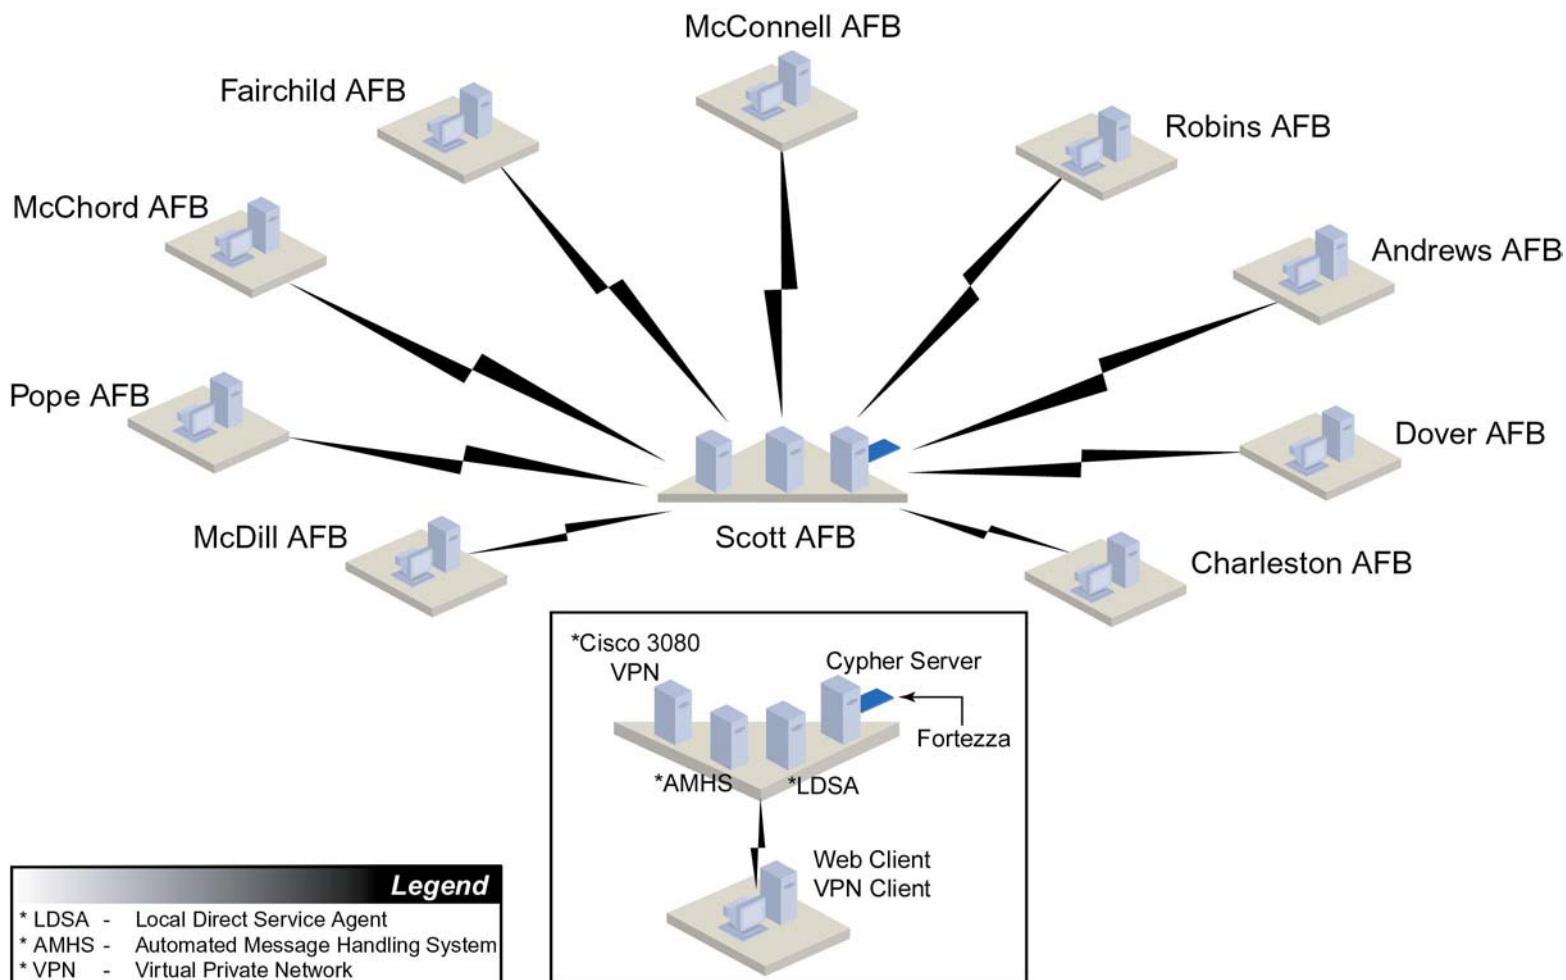 McConnell AFB
Fairchild AFB
Robins AFB
McChord AFB
Andrews AFB
Pope AFB
Dover AFB
McDill AFB
Scott AFB
Charleston AFB
*Cisco 3080
VPN
Cypher Server
Fortezza
*AMHS
*LDSA
Web Client
VPN Client
Legend
* LDSA - Local Direct Service Agent
* AMHS - Automated Message Handling System
* VPN - Virtual Private Network